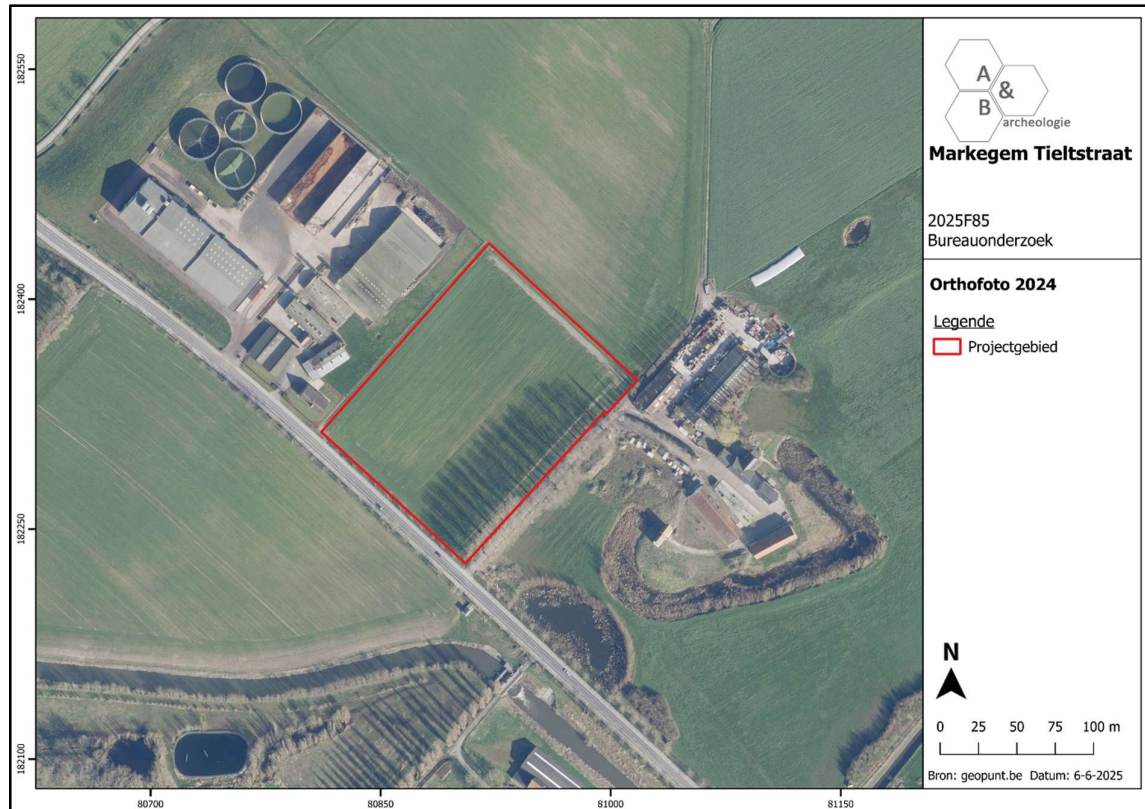 182550
182400
182250
182100
80700
80850
81000
81150
A
&
B
archeologie
Markegem Tieltstraat
2025F85
Bureauonderzoek
Orthofoto 2024
Legende
Projectgebied
N
0 25 50 75 100 m
Bron: geopunt.be Datum: 6-6-2025